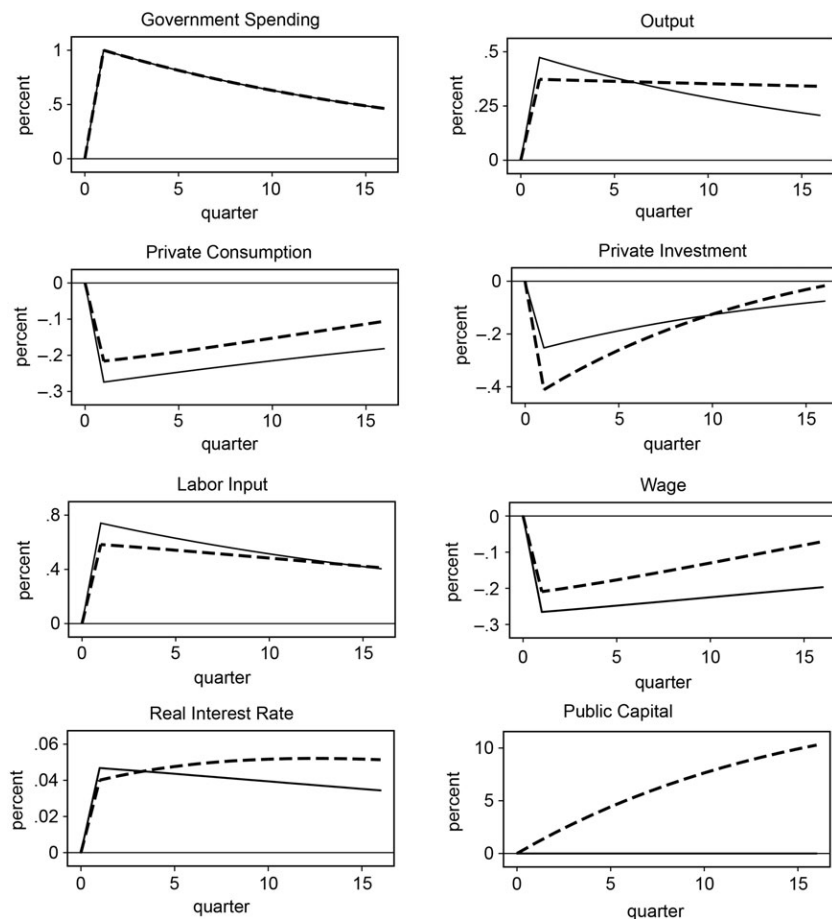 Government Spending
1
.5
0
percent
0 5 10 15
quarter
Output
.5
.25
0
percent
0 5 10 15
quarter
Private Consumption
0
–.1
–.2
–.3
percent
0 5 10 15
quarter
Private Investment
0
–.2
–.4
percent
0 5 10 15
quarter
Labor Input
.8
.4
0
percent
0 5 10 15
quarter
Wage
0
–.1
–.2
–.3
percent
0 5 10 15
quarter
Real Interest Rate
.06
.04
.02
0
percent
0 5 10 15
quarter
Public Capital
10
5
0
percent
0 5 10 15
quarter